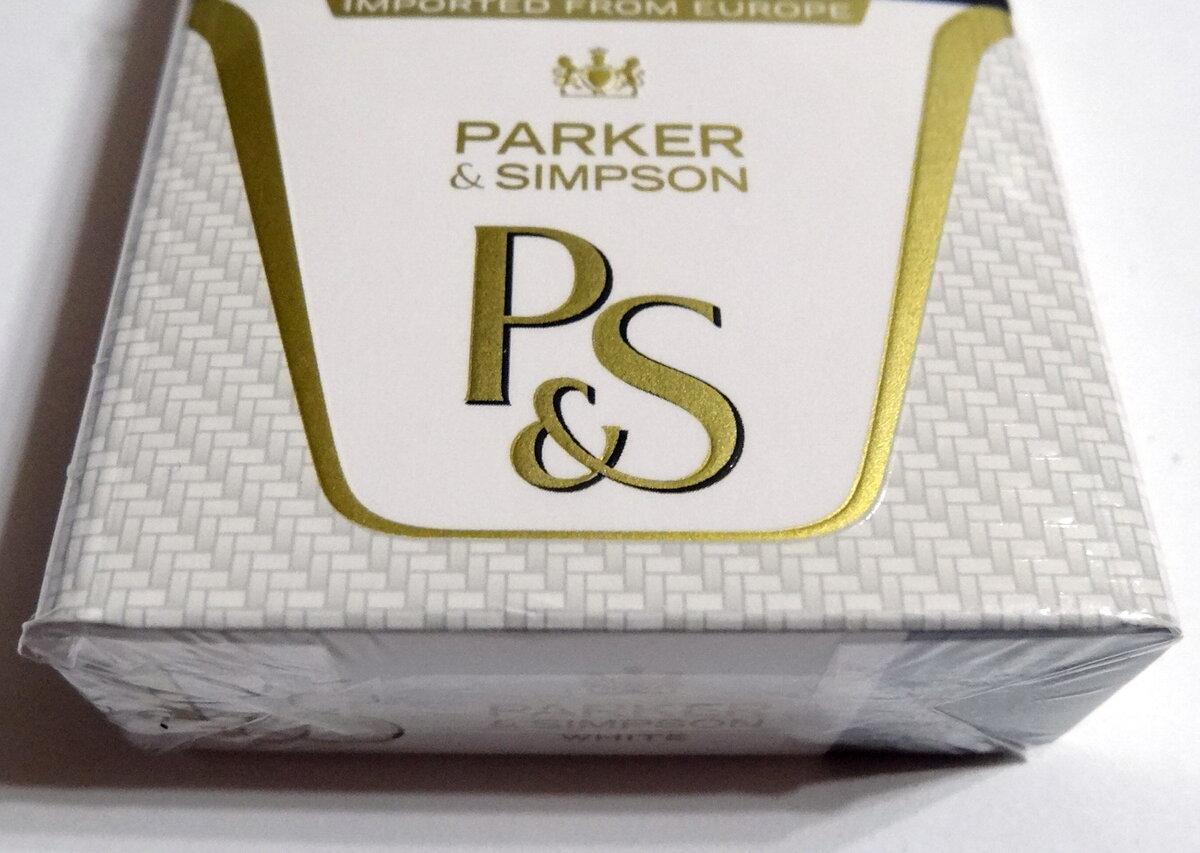 IMPORTED FROM EUROPE
PARKER
& SIMPSON
P&S
PARKER
& SIMPSON
WHITE